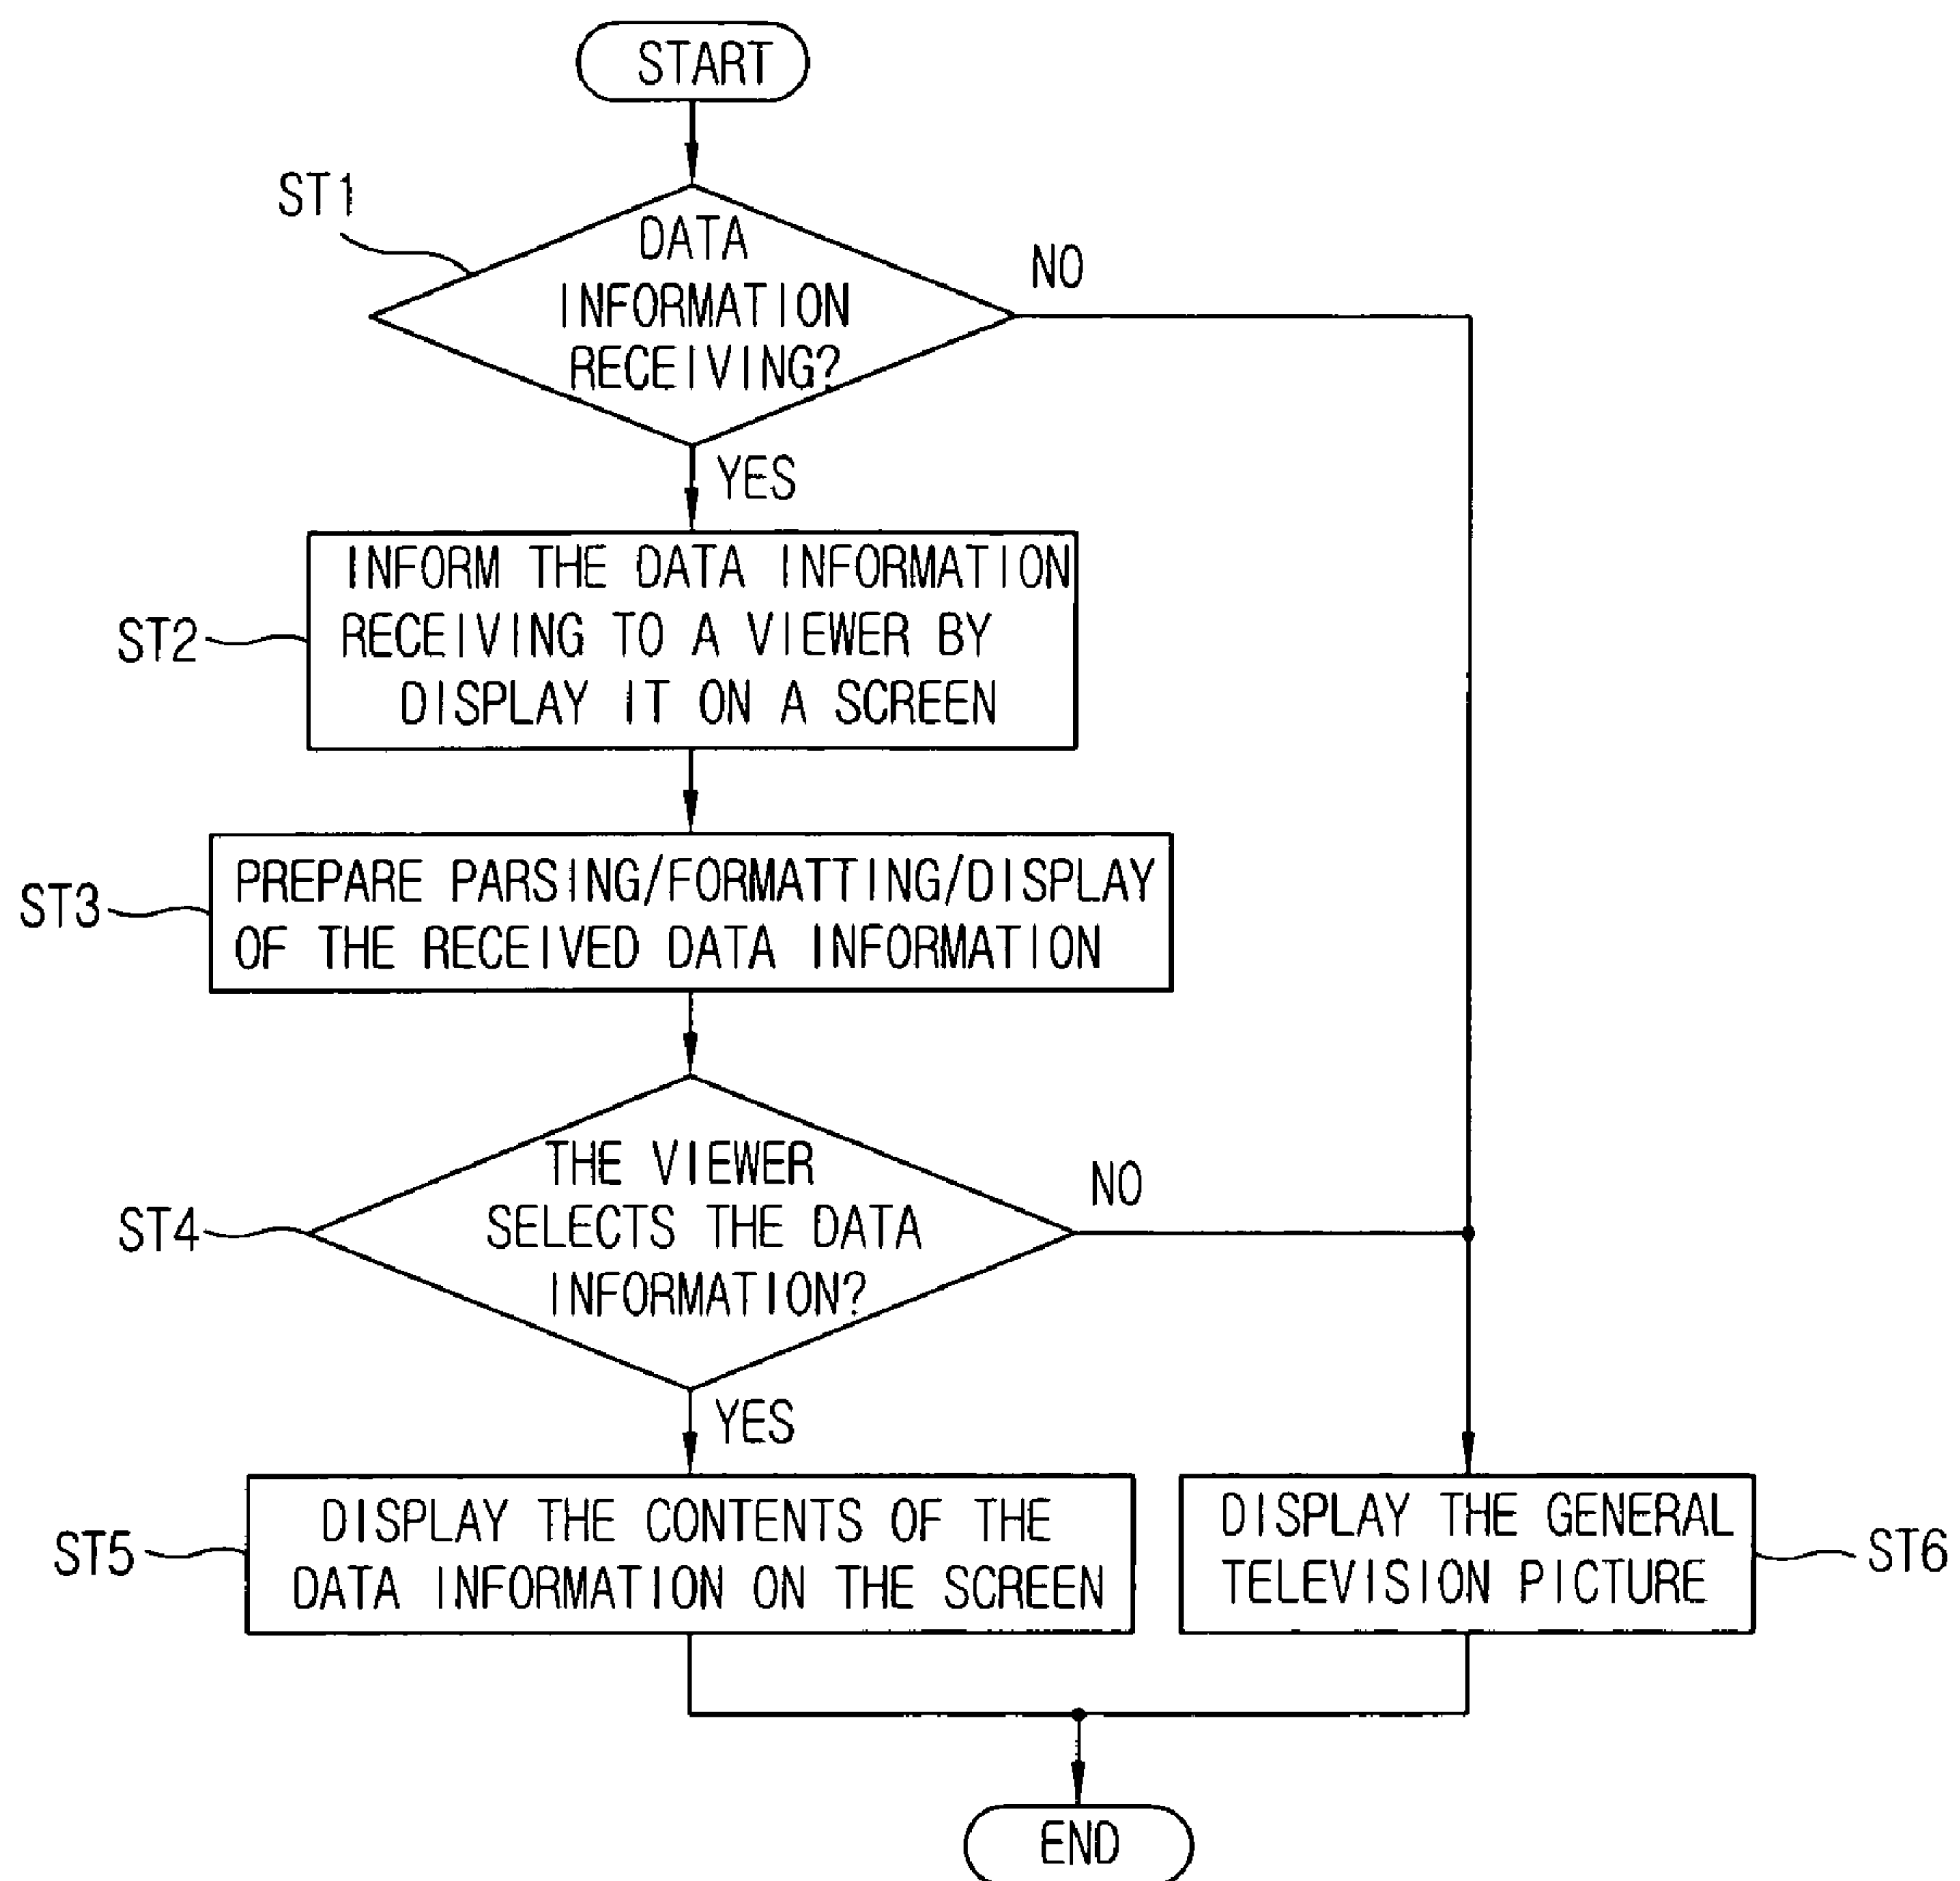 START
ST1
DATA
INFORMATION
RECEIVING?
NO
YES
ST2
INFORM THE DATA INFORMATION
RECEIVING TO A VIEWER BY
DISPLAY IT ON A SCREEN
ST3
PREPARE PARSING/FORMATTING/DISPLAY
OF THE RECEIVED DATA INFORMATION
ST4
THE VIEWER
SELECTS THE DATA
INFORMATION?
NO
YES
ST5
DISPLAY THE CONTENTS OF THE
DATA INFORMATION ON THE SCREEN
DISPLAY THE GENERAL
TELEVISION PICTURE
ST6
END